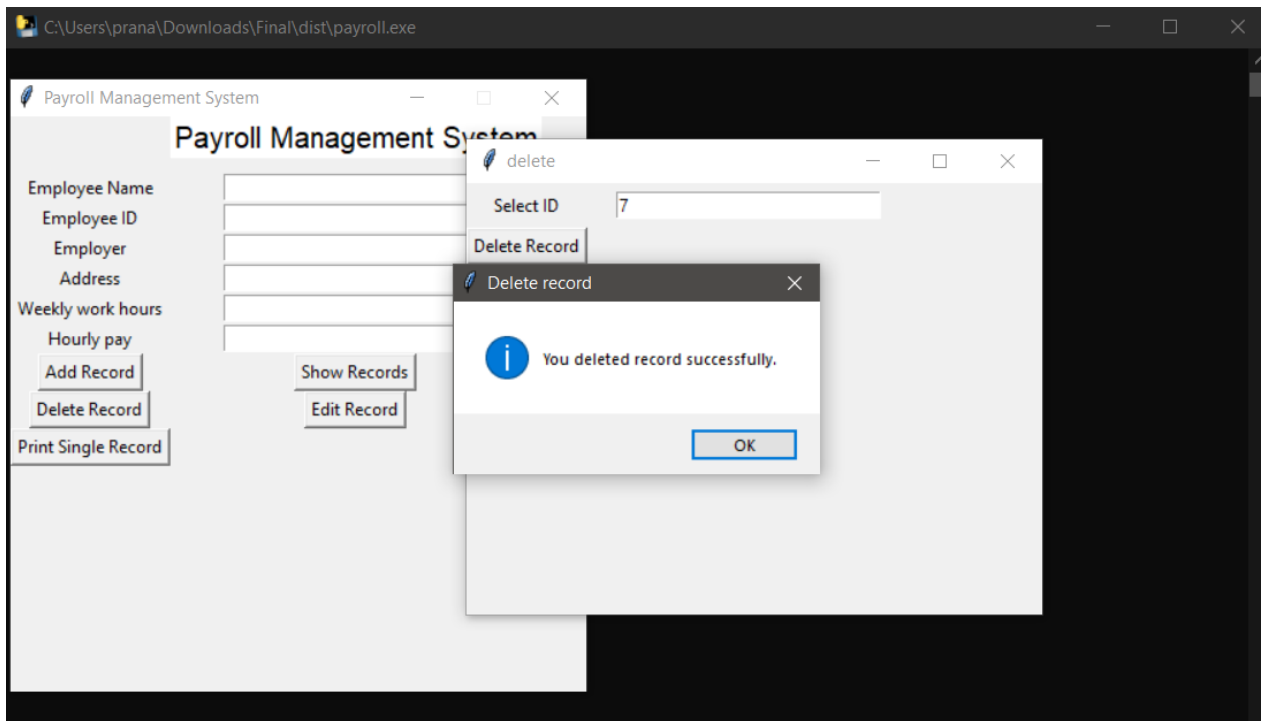 C:\Users\prana\Downloads\Final\dist\payroll.exe
Payroll Management System
Payroll Management System
Employee Name
Employee ID
Employer
Address
Weekly work hours
Hourly pay
Add Record
Show Records
Delete Record
Edit Record
Print Single Record
delete
Select ID 7
Delete Record
Delete record
You deleted record successfully.
OK